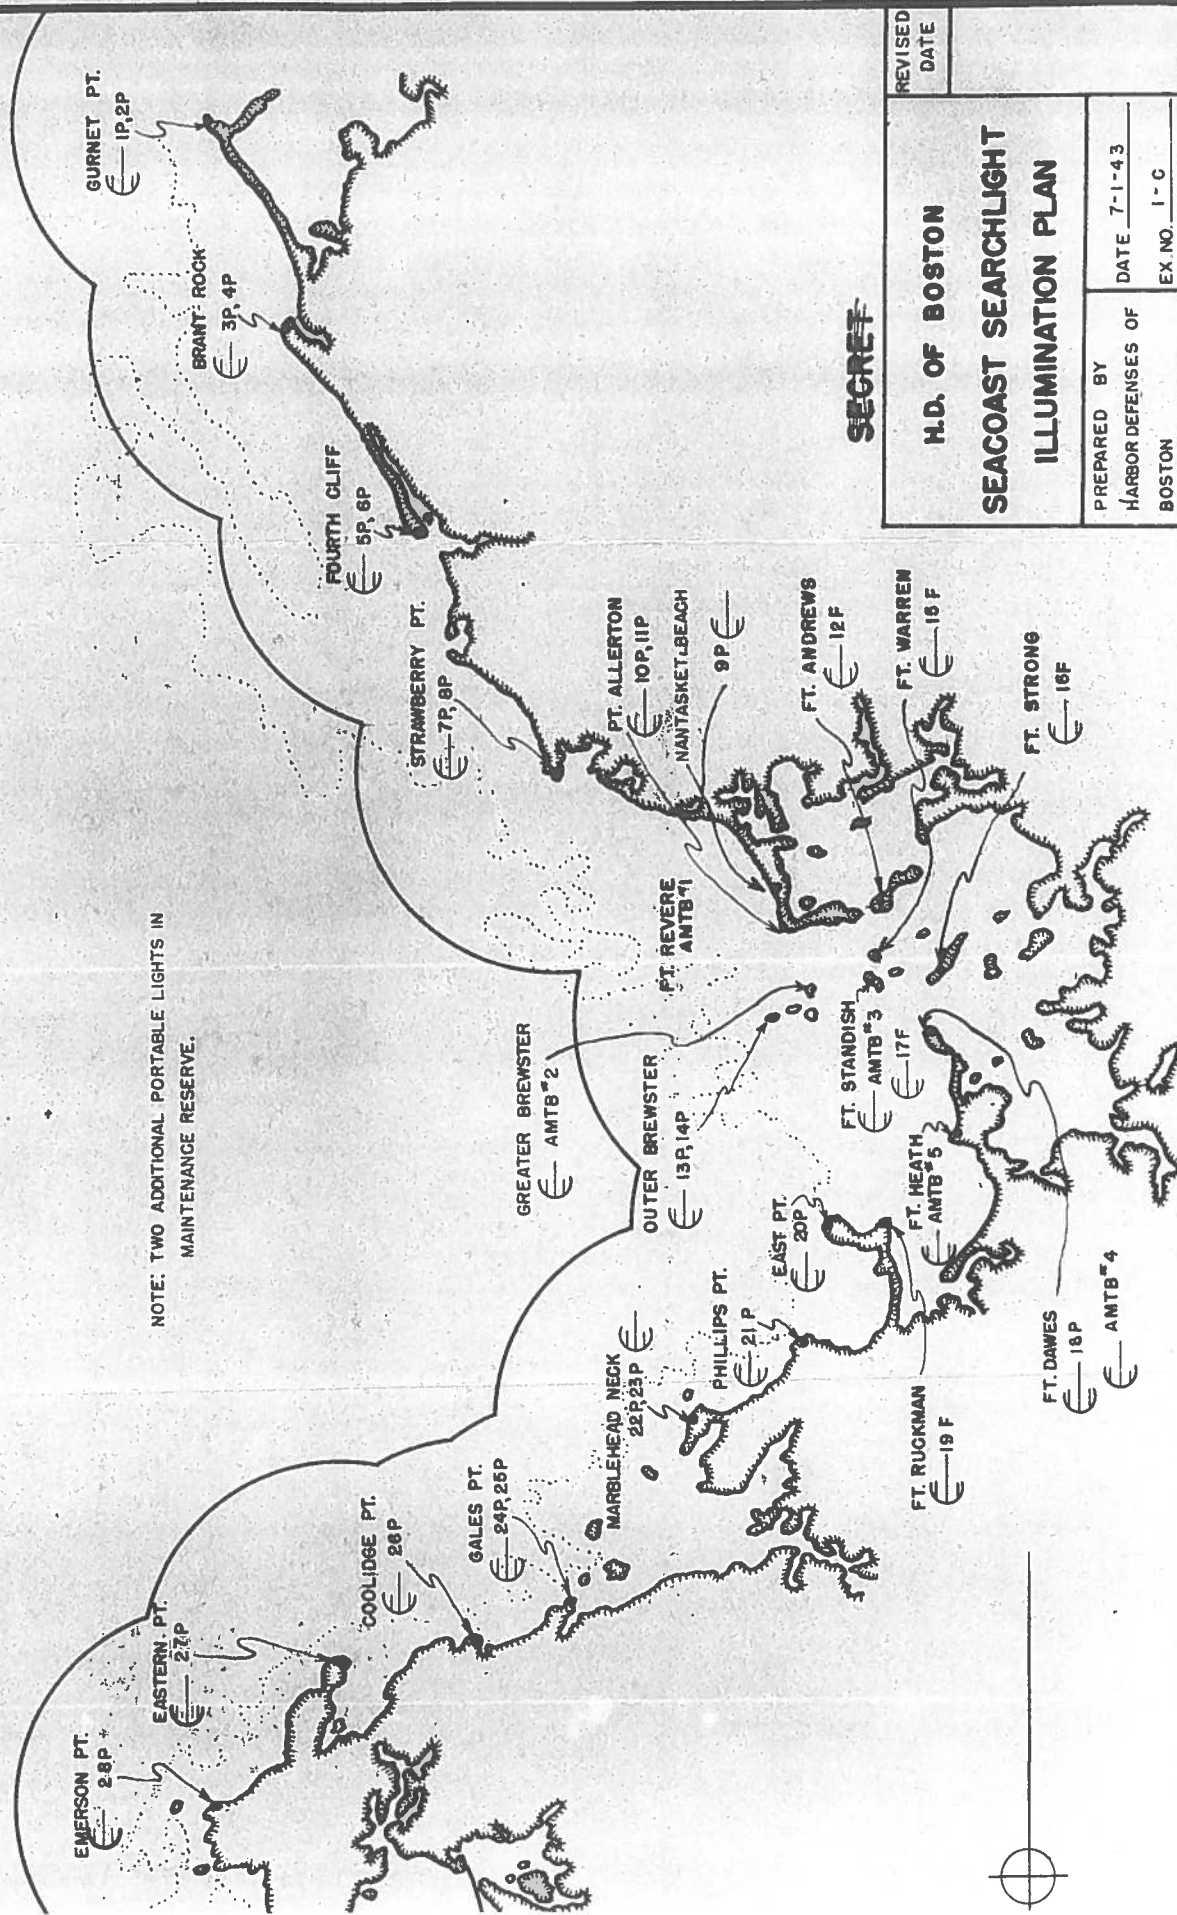 EMERSON PT.
28P
EASTERN PT.
27P
COOLIDGE PT.
26P
GALES PT.
24P,25P
MARBLEHEAD NECK
22P,23P
PHILLIPS PT.
21P
EAST PT.
20P
FT. RUCKMAN
19F
FT. DAWES
18P
AMTB #4
FT. HEATH
AMTB #5
FT. STANDISH
AMTB #3
17F
OUTER BREWSTER
13P,14P
GREATER BREWSTER
AMTB #2
FT. REVERE
AMTB #1
NOTE: TWO ADDITIONAL PORTABLE LIGHTS IN
MAINTENANCE RESERVE.
FT. STRONG
16F
FT. WARREN
15F
FT. ANDREWS
12F
NANTASKET BEACH
9P
PT. ALLERTON
10P,11P
STRAWBERRY PT.
7P, 8P
FOURTH CLIFF
5P, 6P
BRANT ROCK
3P, 4P
GURNET PT.
1P,2P
SECRET
H.D. OF BOSTON
SEACOAST SEARCHLIGHT
ILLUMINATION PLAN
REVISED
DATE
PREPARED BY
HARBOR DEFENSES OF
BOSTON
DATE 7-1-43
EX. NO. 1-C